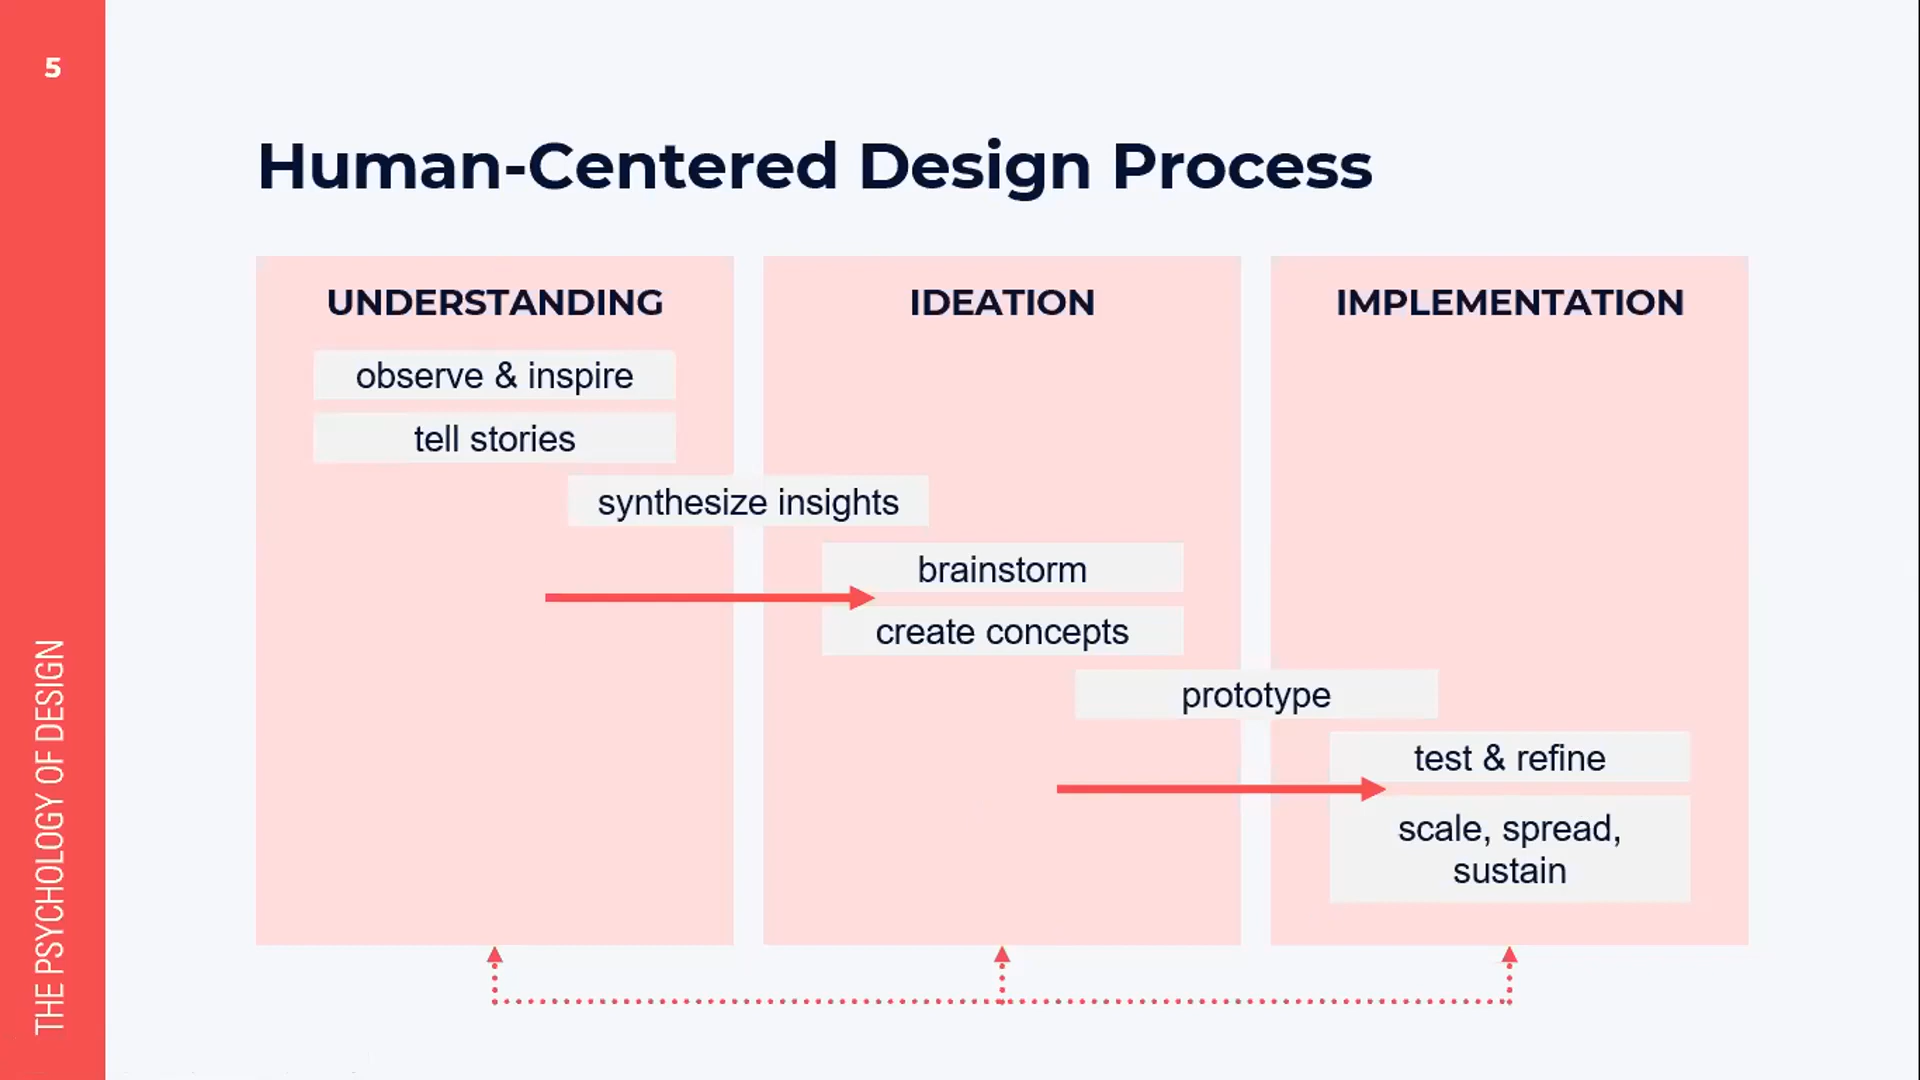 5
THE PSYCHOLOGY OF DESIGN
Human-Centered Design Process
UNDERSTANDING
observe & inspire
tell stories
synthesize insights
IDEATION
brainstorm
create concepts
prototype
IMPLEMENTATION
test & refine
scale, spread,
sustain